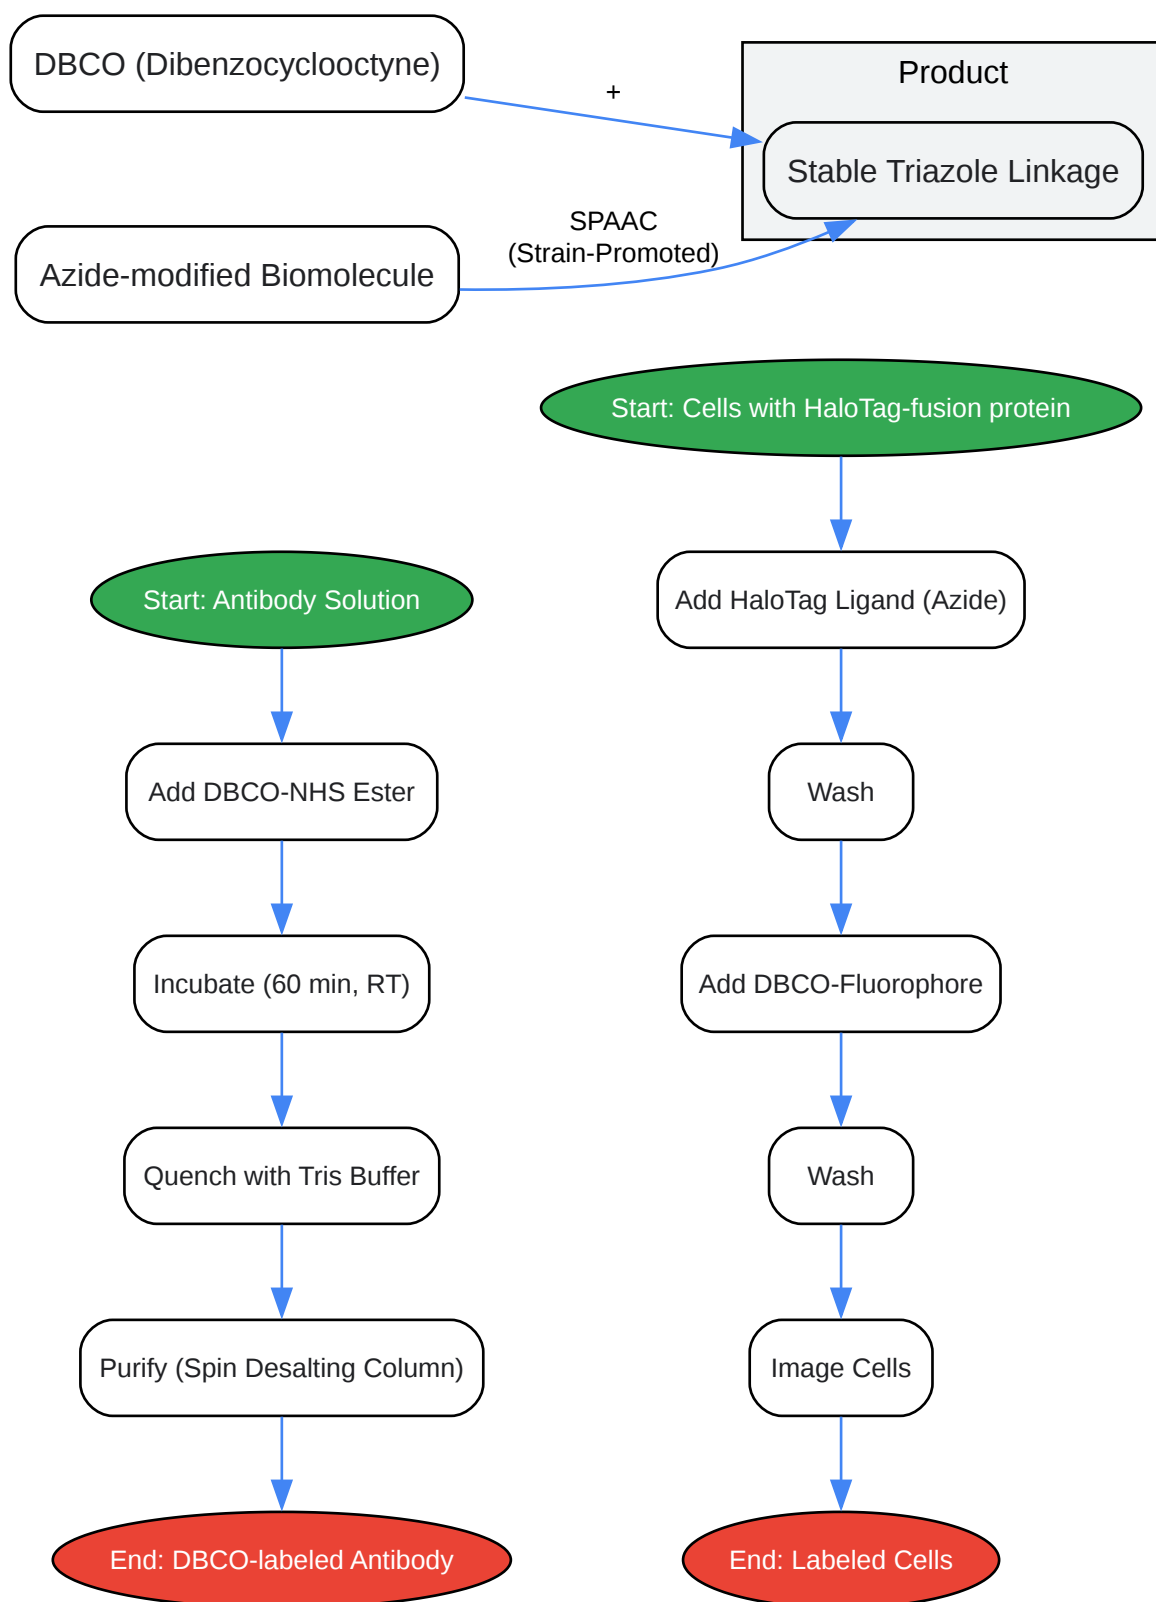 DBCO (Dibenzocyclooctyne)
+
Product
Stable Triazole Linkage
SPAAC
(Strain-Promoted)
Azide-modified Biomolecule
Start: Antibody Solution
Add DBCO-NHS Ester
Incubate (60 min, RT)
Quench with Tris Buffer
Purify (Spin Desalting Column)
End: DBCO-labeled Antibody
Start: Cells with HaloTag-fusion protein
Add HaloTag Ligand (Azide)
Wash
Add DBCO-Fluorophore
Wash
Image Cells
End: Labeled Cells